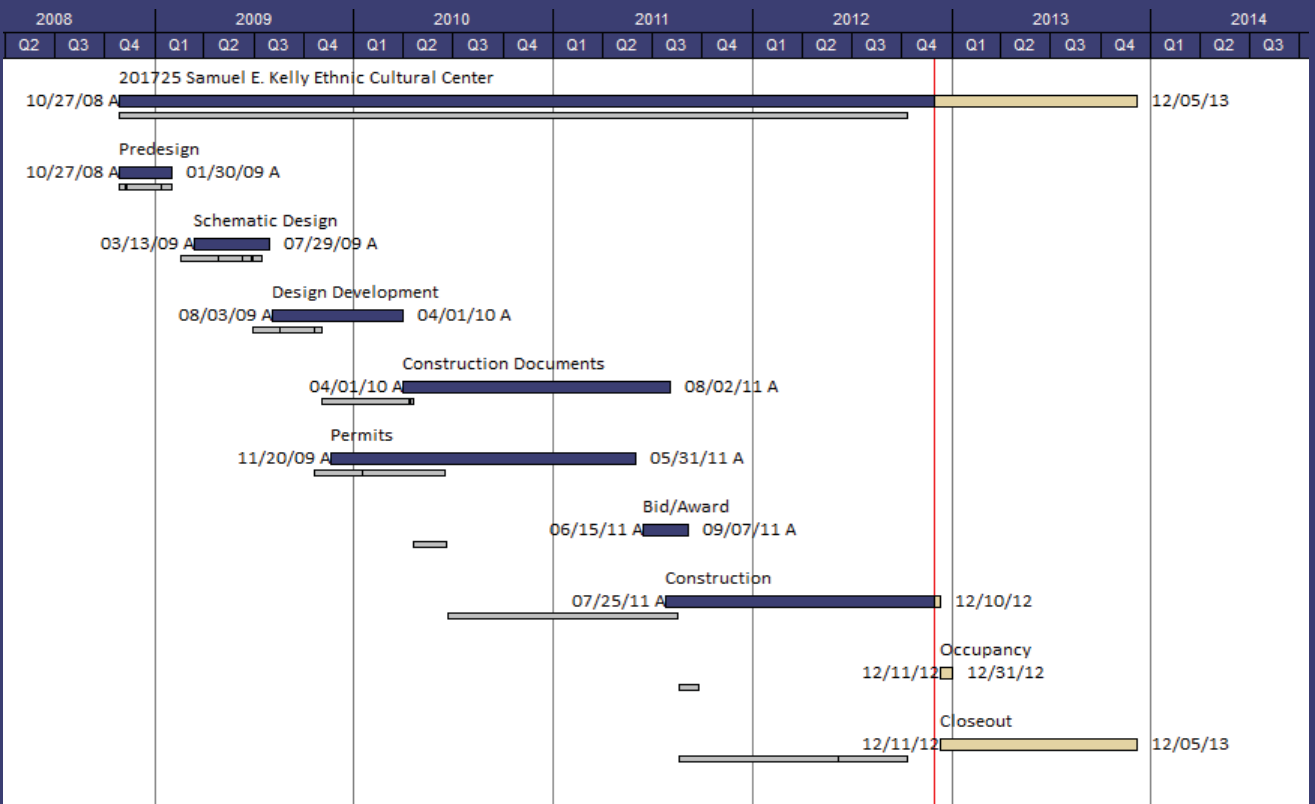 2008 2009 2010 2011 2012 2013 2014
Q2 Q3 Q4 Q1 Q2 Q3 Q4 Q1 Q2 Q3 Q4 Q1 Q2 Q3 Q4 Q1 Q2 Q3 Q4 Q1 Q2 Q3 Q4 Q1 Q2 Q3
201725 Samuel E. Kelly Ethnic Cultural Center
10/27/08 A 12/05/13
Predesign
10/27/08 A 01/30/09 A
Schematic Design
03/13/09 A 07/29/09 A
Design Development
08/03/09 A 04/01/10 A
Construction Documents
04/01/10 A 08/02/11 A
Permits
11/20/09 A 05/31/11 A
Bid/Award
06/15/11 A 09/07/11 A
Construction
07/25/11 A 12/10/12
Occupancy
12/11/12 12/31/12
Closeout
12/11/12 12/05/13